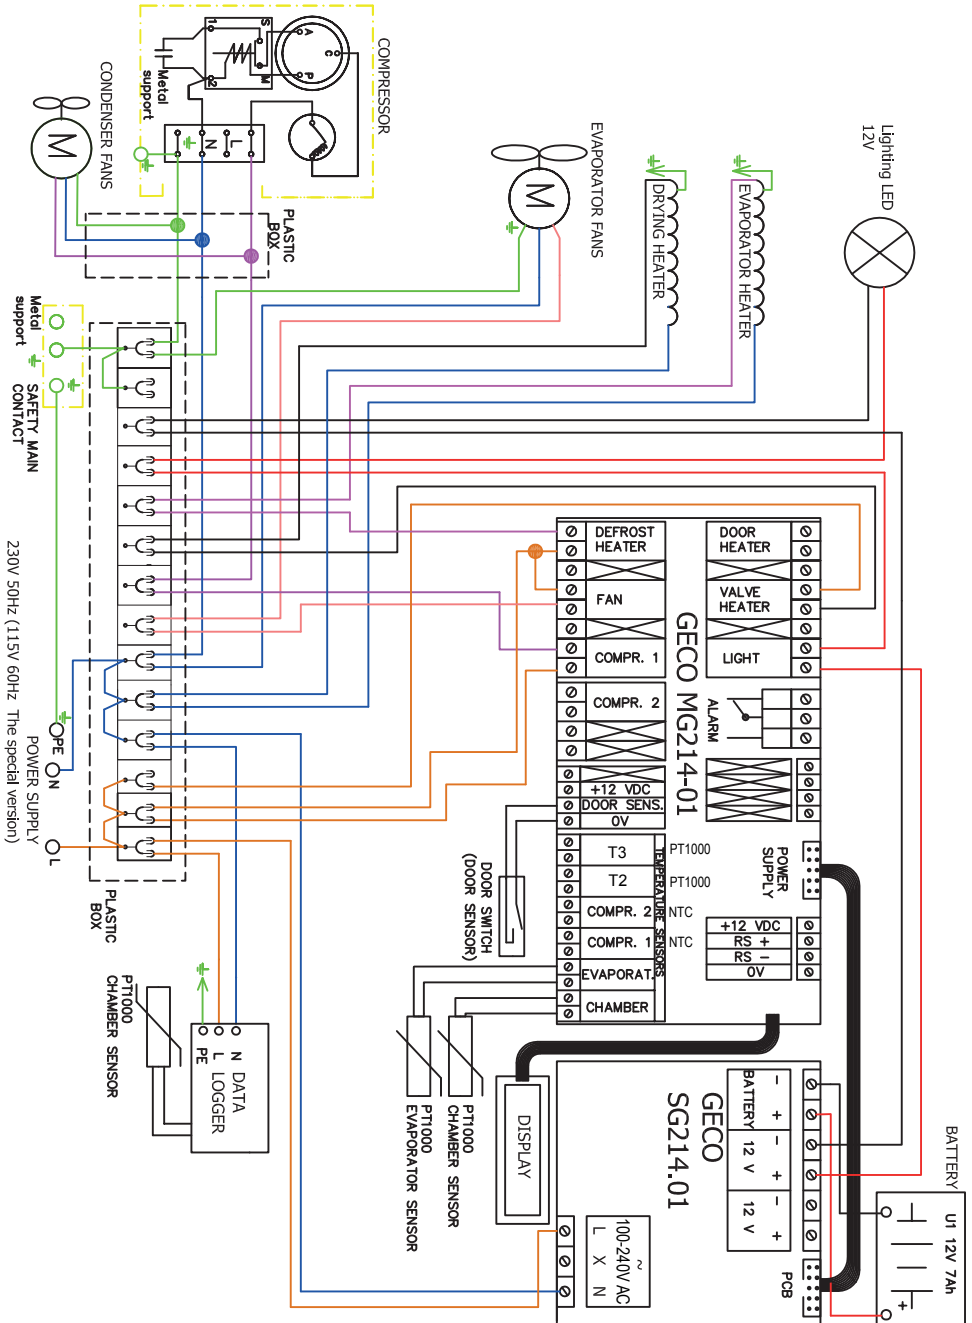 COMPRESSOR
S
1
A
C
M
P
2
Metal
support
L
N
CONDENSER FANS
M
PLASTIC
BOX
EVAPORATOR FANS
M
DRYING HEATER
EVAPORATOR HEATER
Lighting LED
12V
Metal
support
SAFETY MAIN
CONTACT
230V 50Hz (115V 60Hz The special version)
POWER SUPPLY
PE
N
L
PLASTIC
BOX
DEFROST
HEATER
FAN
COMPR. 1
COMPR. 2
+12 VDC
DOOR SENS.
0V
T3
T2
COMPR. 2
COMPR. 1
EVAPORAT.
CHAMBER
TEMPERATURE SENSORS
PT1000
PT1000
NTC
NTC
GECO MG214-01
DOOR
HEATER
VALVE
HEATER
LIGHT
ALARM
POWER
SUPPLY
+12 VDC
RS +
RS -
0V
DOOR SWITCH
(DOOR SENSOR)
PT1000
CHAMBER SENSOR
PT1000
EVAPORATOR SENSOR
PT1000
CHAMBER SENSOR
N
L
PE
DATA
LOGGER
DISPLAY
GECO
SG214.01
BATTERY
- +
12 V
- +
12 V
- +
PCB
~
100-240V AC
L X N
BATTERY
U1 12V 7Ah
+